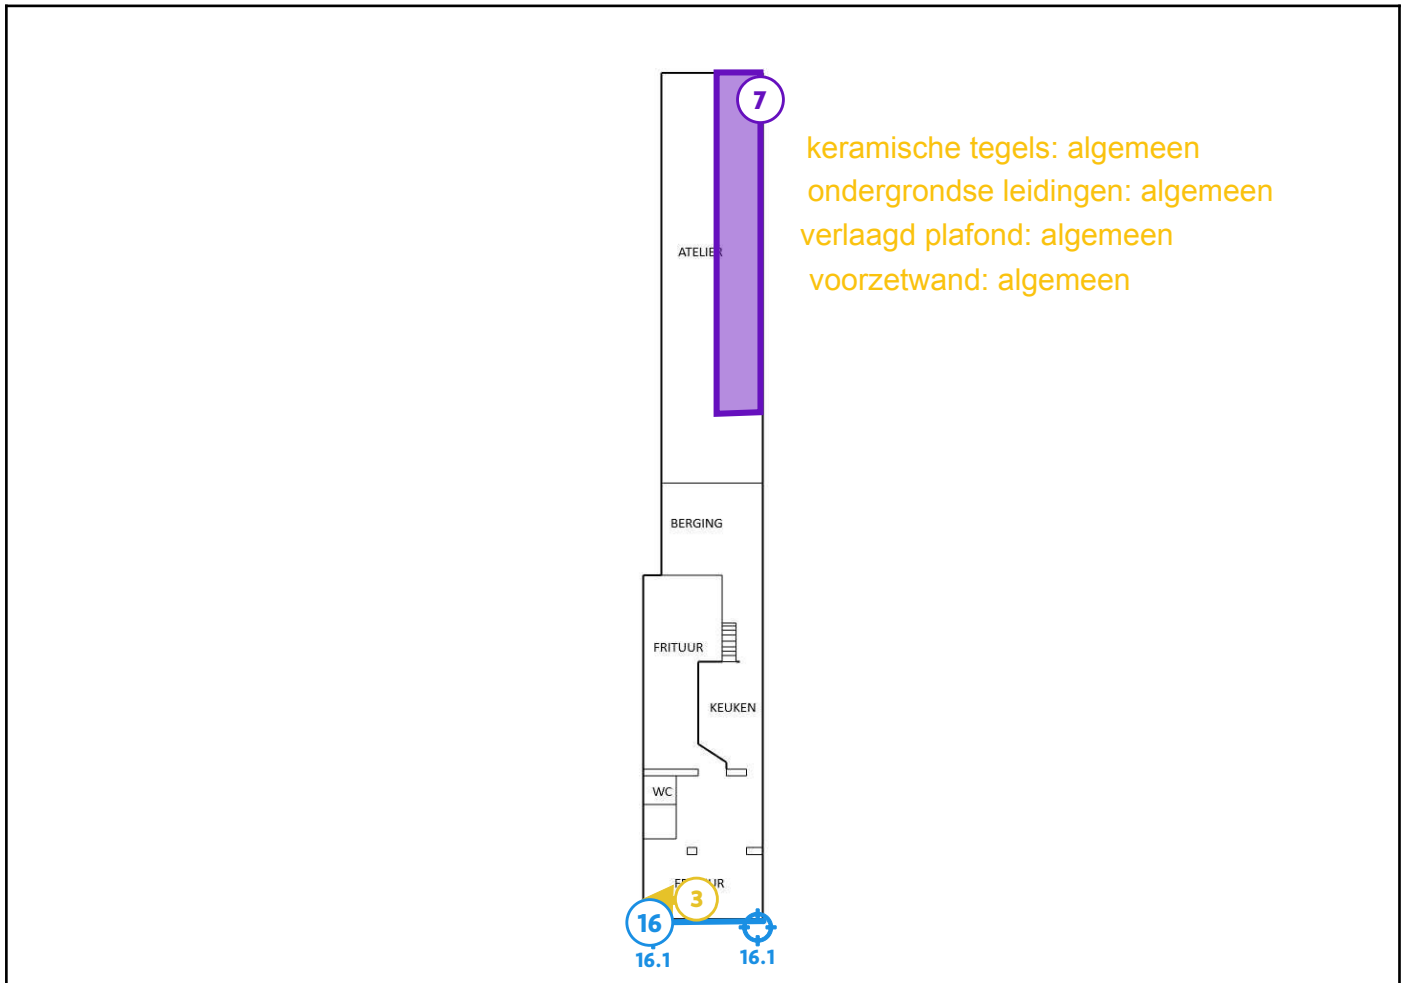 7
keramische tegels: algemeen
ondergrondse leidingen: algemeen
verlaagd plafond: algemeen
ATELIER
voorzetwand: algemeen
BERGING
FRITUUR
KEUKEN
WC
3
16
16.1
16.1